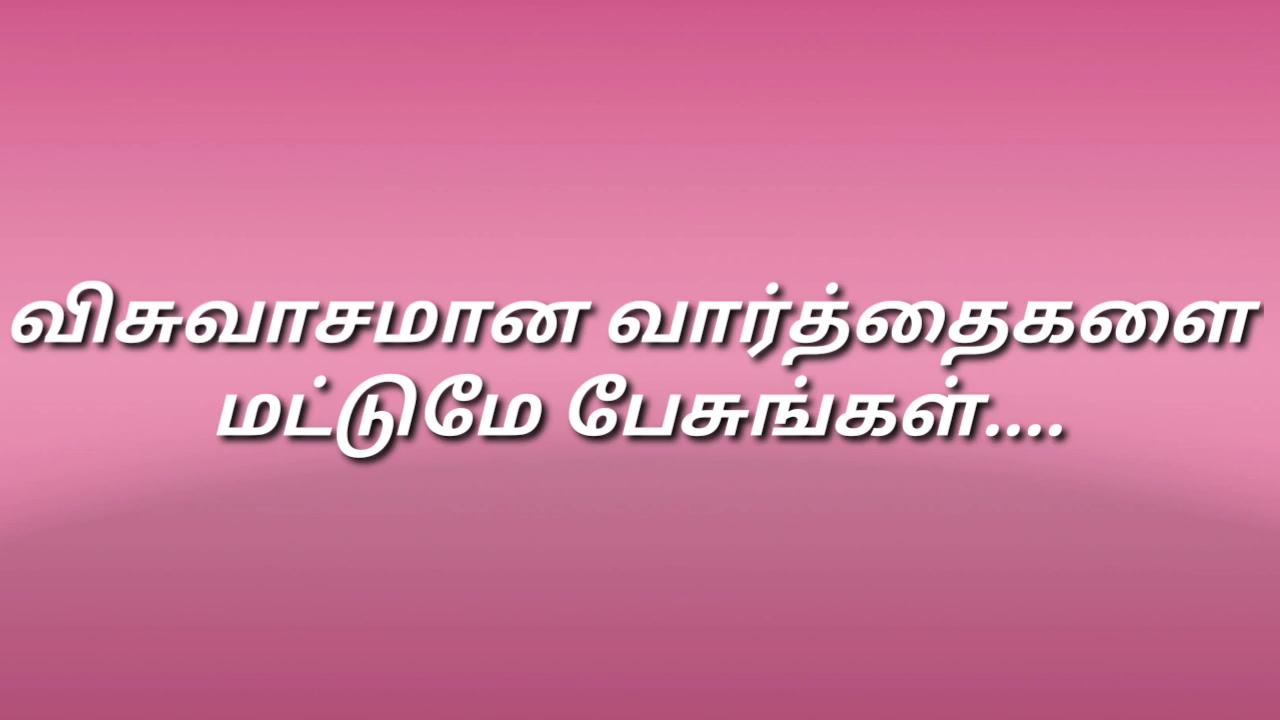 விசுவாசமான வார்த்தைகளை
மட்டுமே பேசுங்கள்....